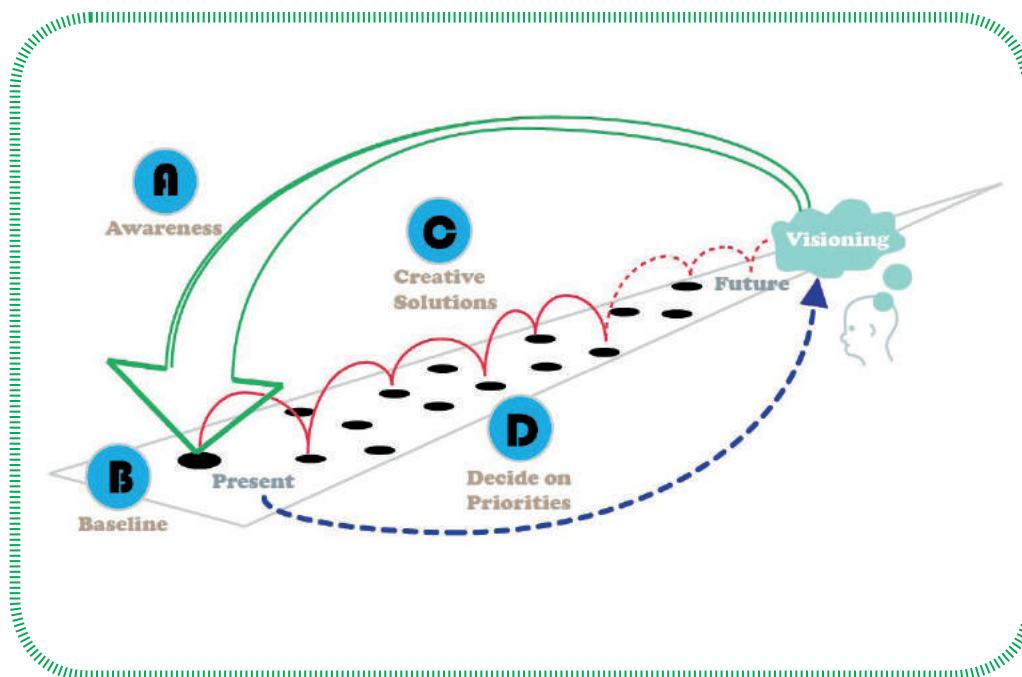 A
Awareness
C
Creative
Solutions
Visioning
Future
B
Baseline
Present
D
Decide on
Priorities